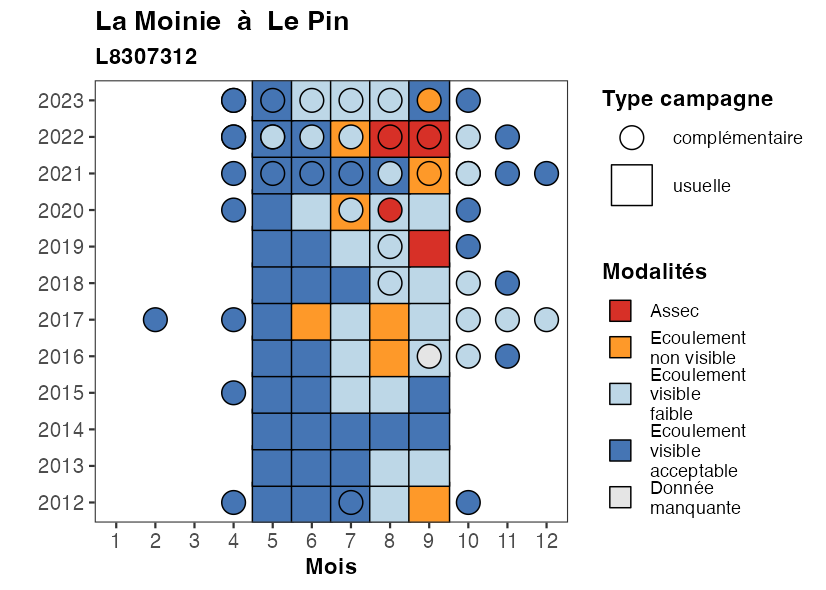 La Moinie à Le Pin
L8307312
2023
2022
2021
2020
2019
2018
2017
2016
2015
2014
2013
2012
1 2 3 4 5 6 7 8 9 10 11 12
Mois
Type campagne
complémentaire
usuelle
Modalités
Assec
Ecoulement
non visible
Ecoulement
visible
faible
Ecoulement
visible
acceptable
Donnée
manquante